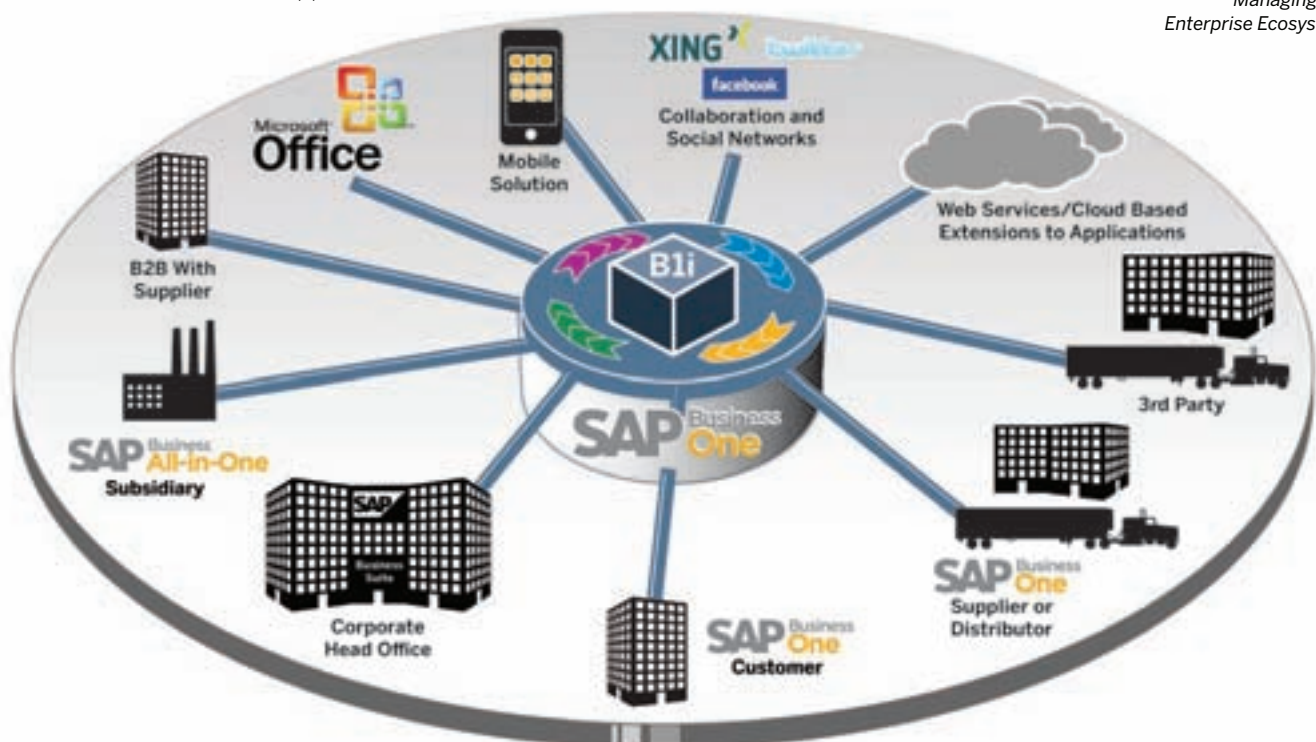 Managing
Enterprise Ecosys
XING
twitter
facebook
Collaboration and
Social Networks
Microsoft
Office
Mobile
Solution
Web Services/Cloud Based
Extensions to Applications
B2B With
Supplier
B1i
3rd Party
SAP Business
All-in-One
Subsidiary
SAP Business
One
SAP
Business
Suite
Corporate
Head Office
SAP Business
One
Customer
SAP Business
One
Supplier or
Distributor